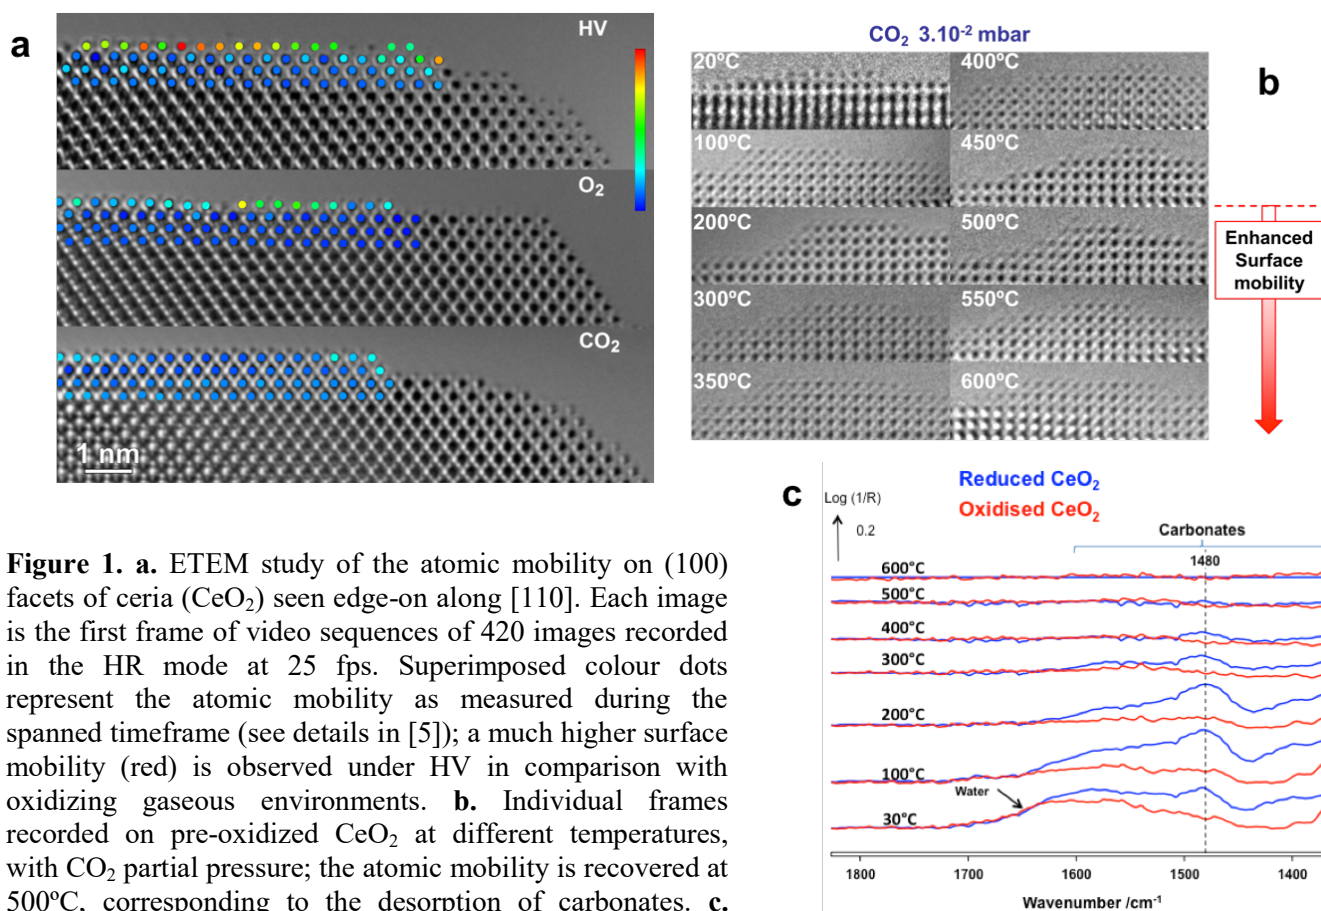 a
HV
O₂
CO₂
1 nm
CO₂ 3.10⁻² mbar
b
20ºC
400ºC
100ºC
450ºC
200ºC
500ºC
300ºC
550ºC
350ºC
600ºC
Enhanced
Surface
mobility
Figure 1. a. ETEM study of the atomic mobility on (100)
facets of ceria (CeO₂) seen edge-on along [110]. Each image
is the first frame of video sequences of 420 images recorded
in the HR mode at 25 fps. Superimposed colour dots
represent the atomic mobility as measured during the
spanned timeframe (see details in [5]); a much higher surface
mobility (red) is observed under HV in comparison with
oxidizing gaseous environments. b. Individual frames
recorded on pre-oxidized CeO₂ at different temperatures,
with CO₂ partial pressure; the atomic mobility is recovered at
500ºC, corresponding to the desorption of carbonates. c.
c
Reduced CeO₂
Oxidised CeO₂
Log (1/R)
0.2
Carbonates
1480
600°C
500°C
400°C
300°C
200°C
100°C
Water
30°C
1800 1700 1600 1500 1400
Wavenumber /cm⁻¹